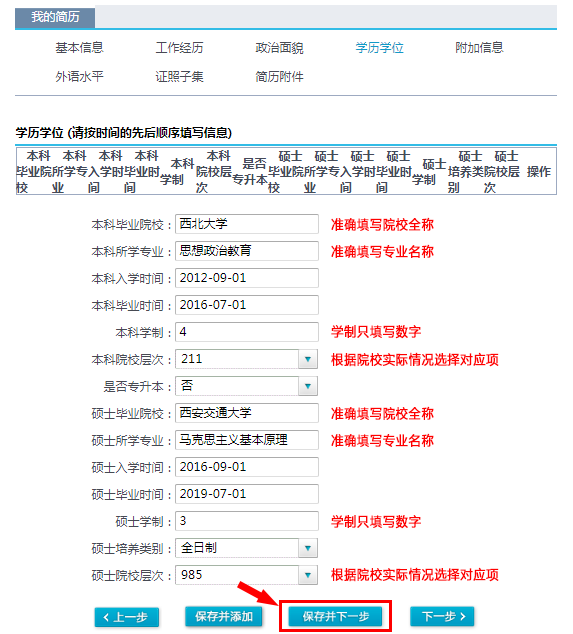 我的简历
基本信息 工作经历 政治面貌 学历学位 附加信息
外语水平 证照子集 简历附件
学历学位 (请按时间的先后顺序填写信息)
本科毕业院校 本科所学专业 本科入学时间 本科毕业时间 本科学制 本科院校层次 是否专升本 硕士毕业院校 硕士所学专业 硕士入学时间 硕士毕业时间 硕士学制 硕士培养类别 硕士院校层次 操作
本科毕业院校： 西北大学 准确填写院校全称
本科所学专业： 思想政治教育 准确填写专业名称
本科入学时间： 2012-09-01
本科毕业时间： 2016-07-01
本科学制： 4 学制只填写数字
本科院校层次： 211 根据院校实际情况选择对应项
是否专升本： 否
硕士毕业院校： 西安交通大学 准确填写院校全称
硕士所学专业： 马克思主义基本原理 准确填写专业名称
硕士入学时间： 2016-09-01
硕士毕业时间： 2019-07-01
硕士学制： 3 学制只填写数字
硕士培养类别： 全日制
硕士院校层次： 985 根据院校实际情况选择对应项
上一步 保存并添加 保存并下一步 下一步